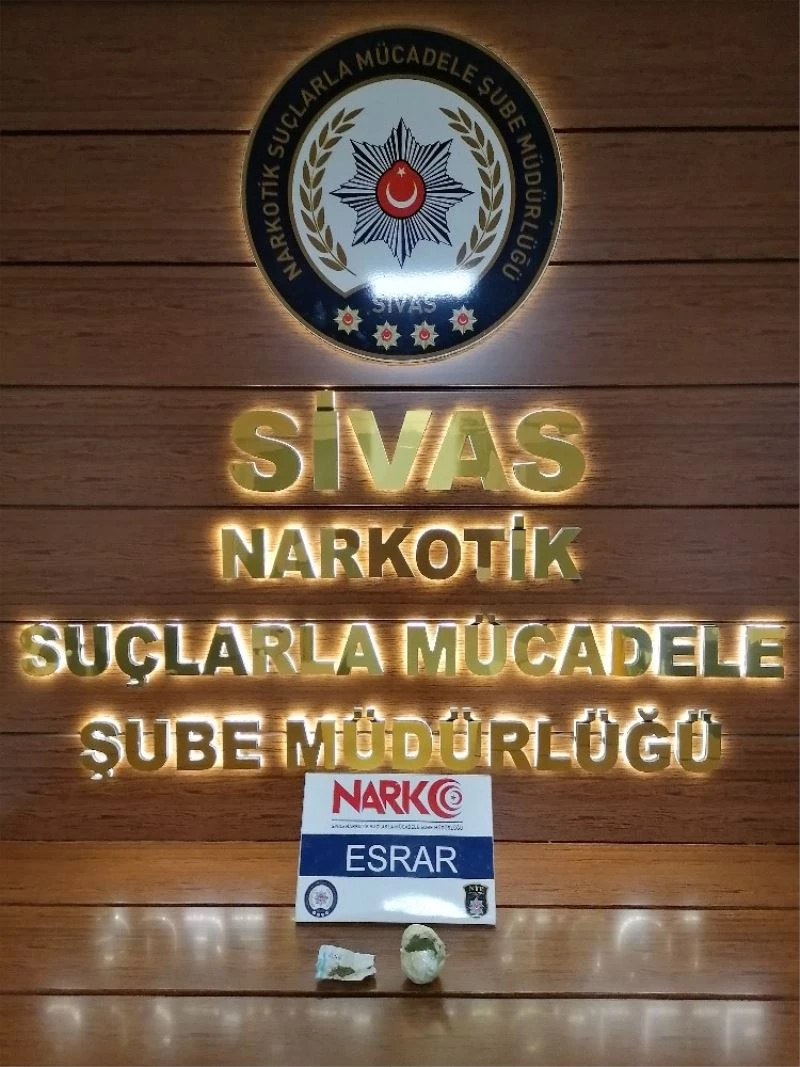 NARKOTİK SUÇLARLA MÜCADELE ŞUBE MÜDÜRLÜĞÜ
SİVAS
SİVAS
NARKOTİK
SUÇLARLA MÜCADELE
ŞUBE MÜDÜRLÜĞÜ
NARKO
ESRAR